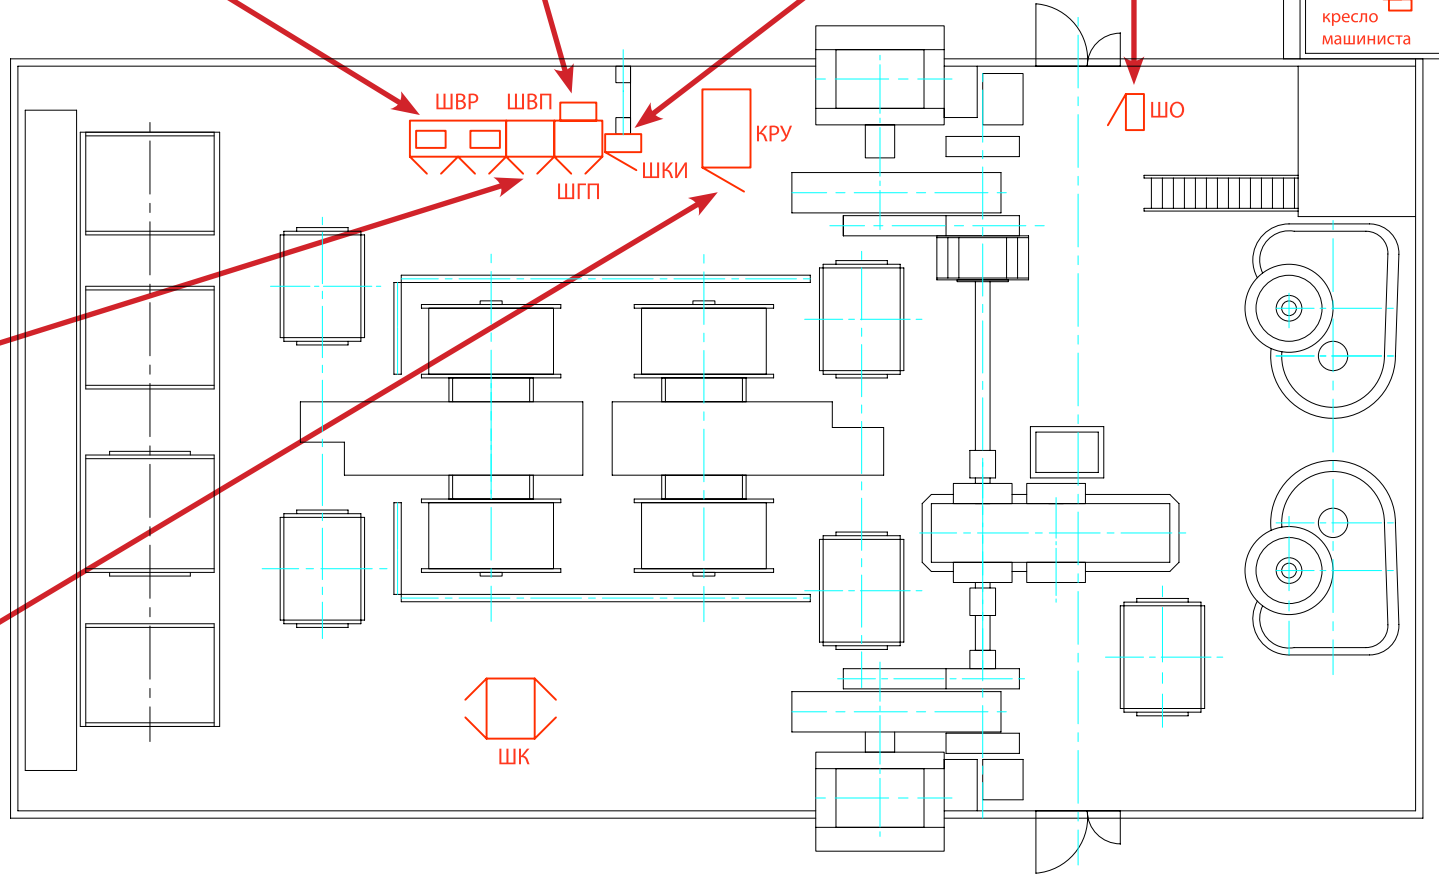 кресло
машиниста
ШВР
ШВП
ШО
КРУ
ШКИ
ШГП
ШК